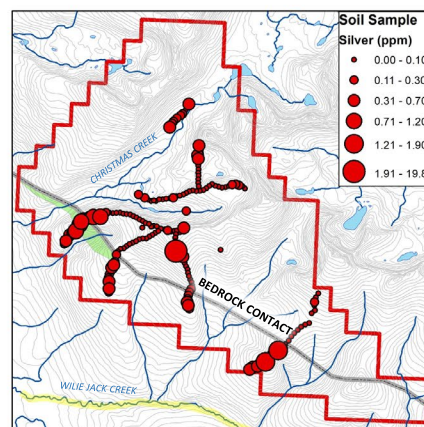 Soil Sample
Silver (ppm)
0.00 - 0.10
0.11 - 0.30
0.31 - 0.70
0.71 - 1.20
1.21 - 1.90
1.91 - 19.8
CHRISTMAS CREEK
BEDROCK CONTACT
WILIE JACK CREEK